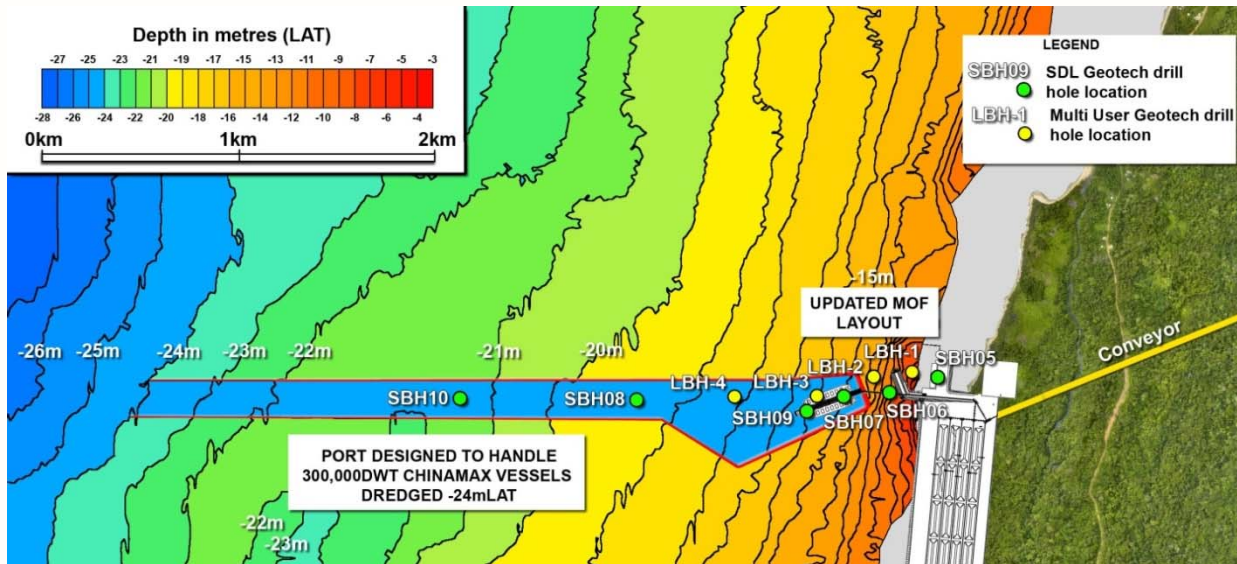 Depth in metres (LAT)
-27 -25 -23 -21 -19 -17 -15 -13 -11 -9 -7 -5 -3
-28 -26 -24 -22 -20 -18 -16 -14 -12 -10 -8 -6 -4
0km 1km 2km
LEGEND
SBH09 SDL Geotech drill
hole location
LBH-1 Multi User Geotech drill
hole location
-15m
UPDATED MOF
LAYOUT
Conveyor
-26m -25m -24m -23m -22m -21m -20m
LBH-4 LBH-3 LBH-2 LBH-1 SBH05
SBH10 SBH08 SBH09 SBH07 SBH06
PORT DESIGNED TO HANDLE
300,000DWT CHINAMAX VESSELS
DREDGED -24mLAT
-22m
-23m